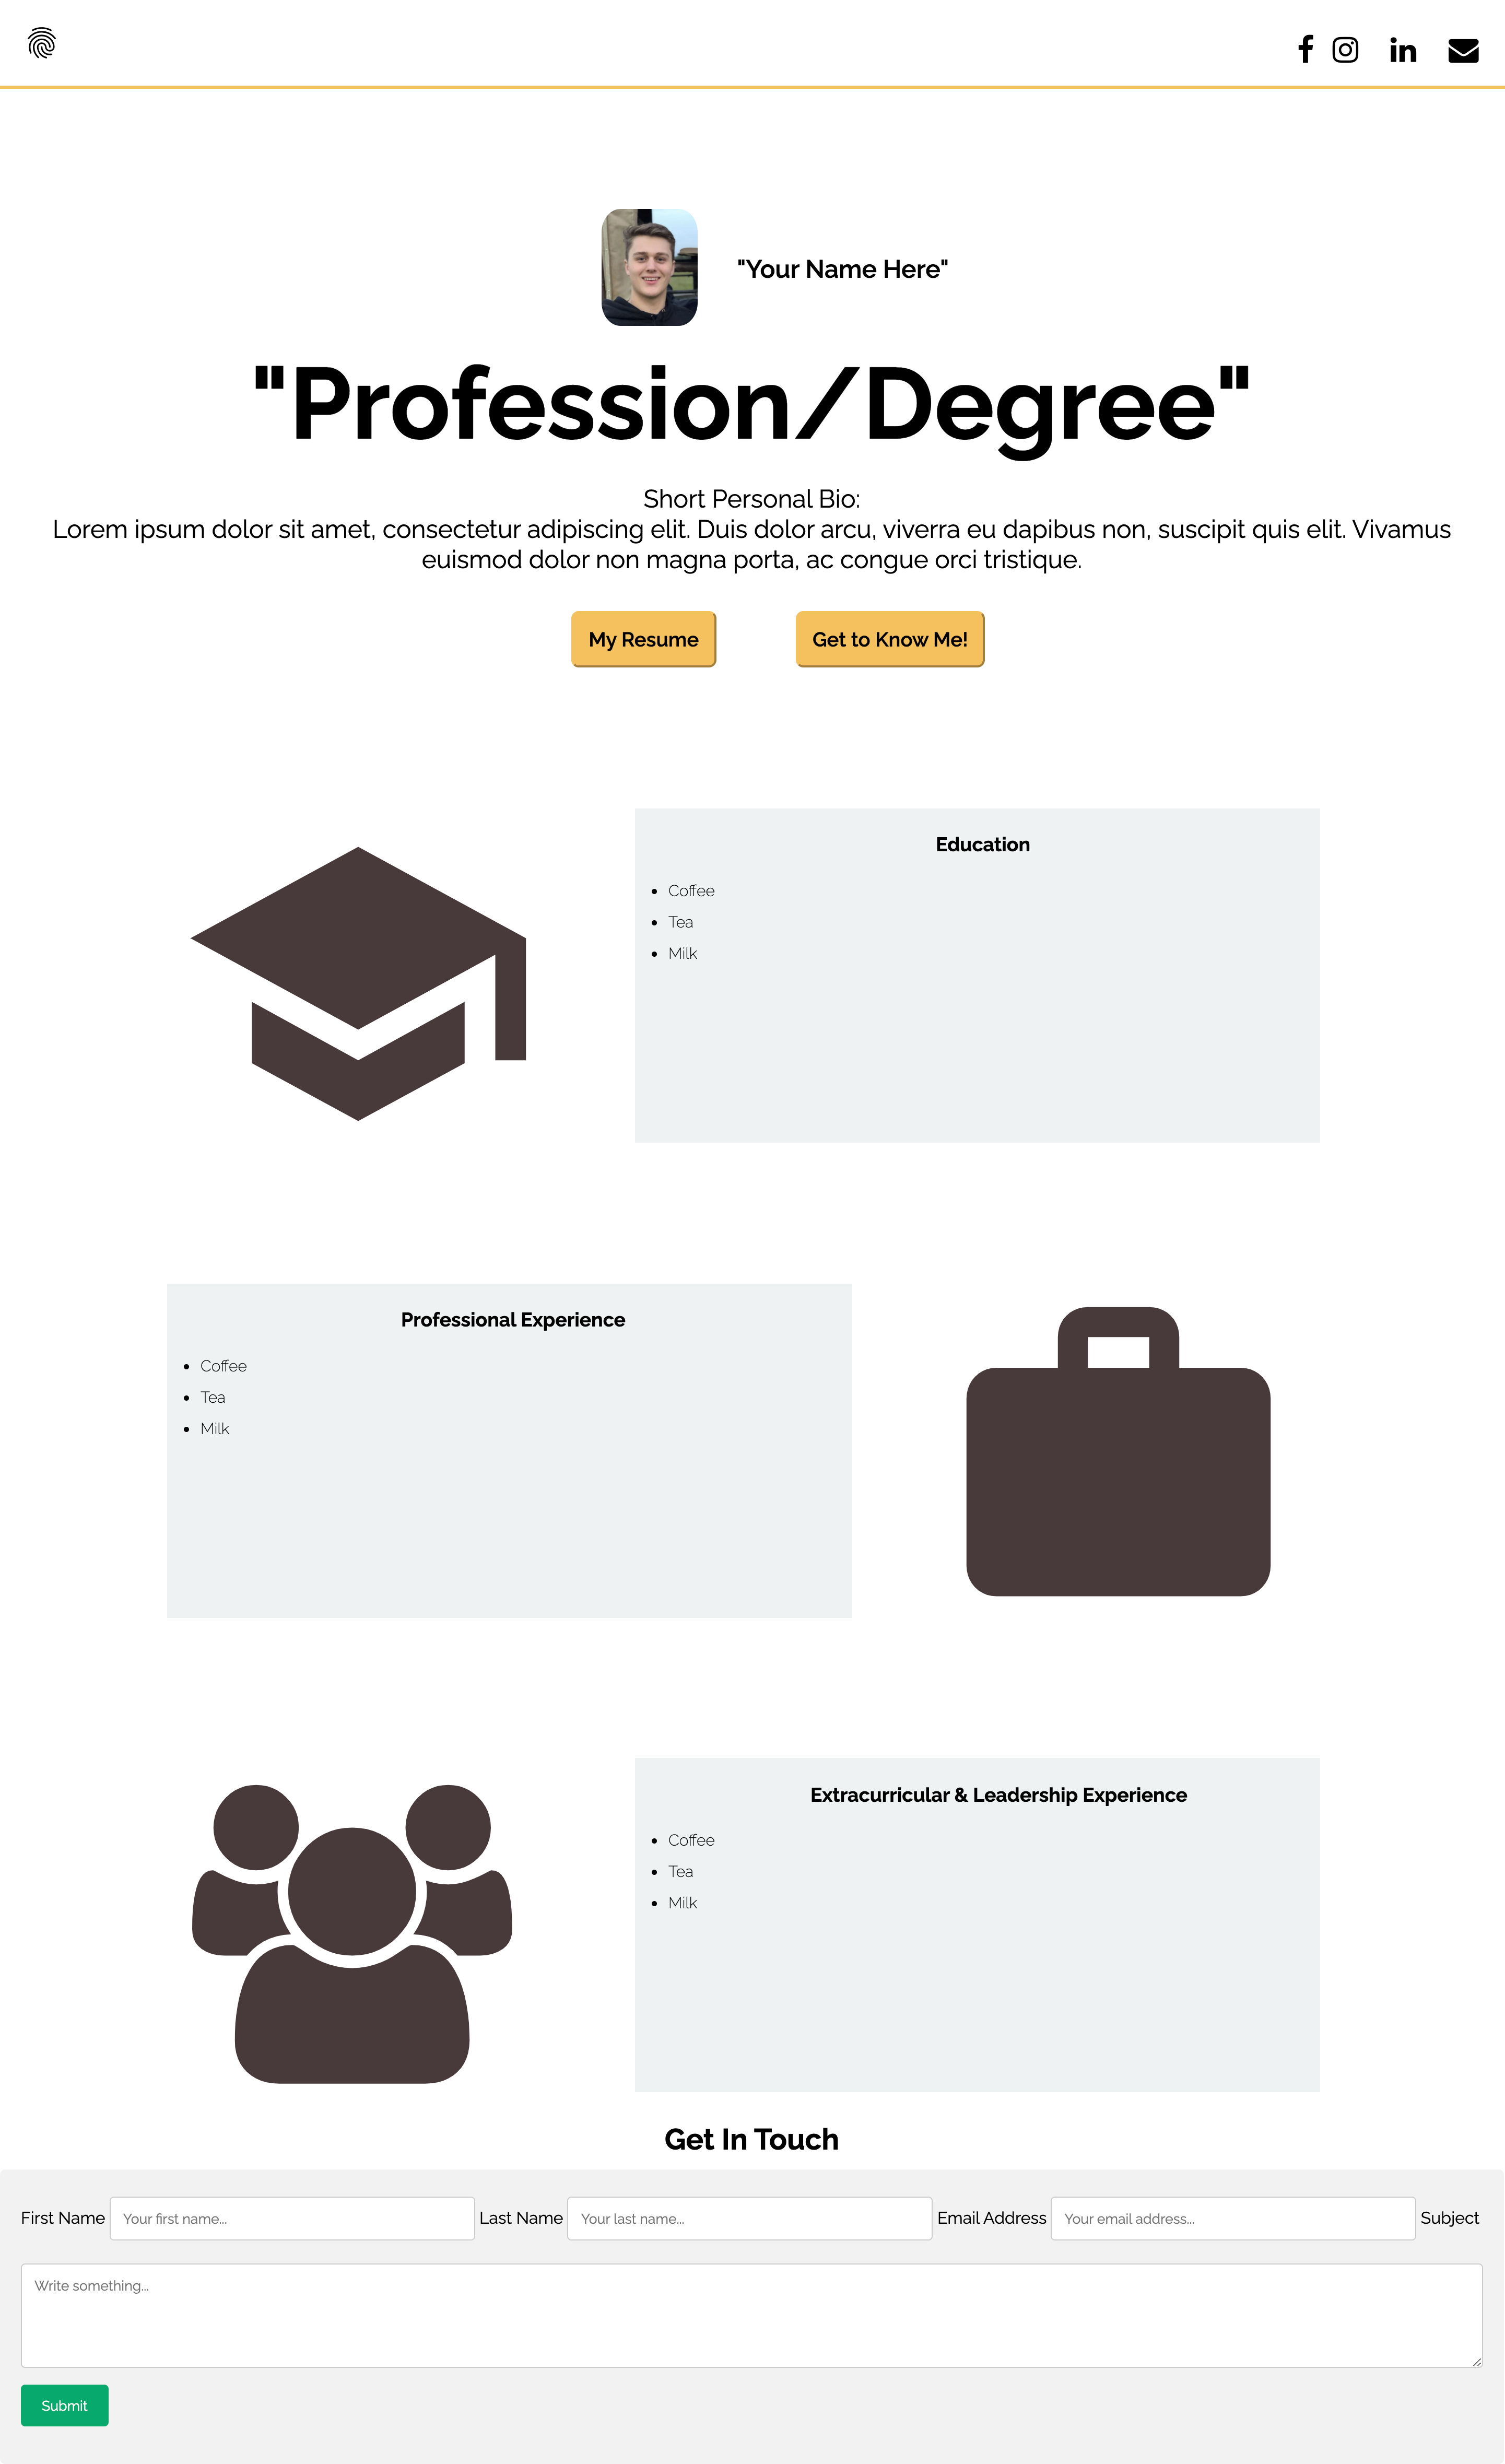 "Your Name Here"
"Profession/Degree"
Short Personal Bio:
Lorem ipsum dolor sit amet, consectetur adipiscing elit. Duis dolor arcu, viverra eu dapibus non, suscipit quis elit. Vivamus
euismod dolor non magna porta, ac congue orci tristique.
My Resume
Get to Know Me!
Education
Coffee
Tea
Milk
Professional Experience
Coffee
Tea
Milk
Extracurricular & Leadership Experience
Coffee
Tea
Milk
Get In Touch
First Name Your first name... Last Name Your last name... Email Address Your email address... Subject
Write something...
Submit